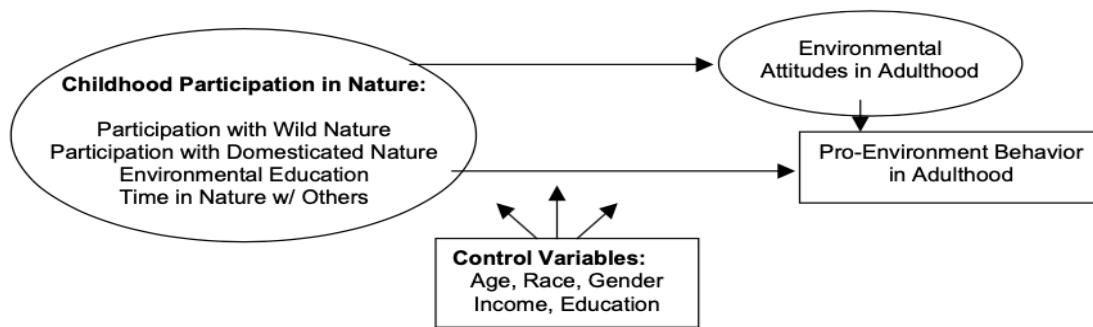 Childhood Participation in Nature:
Participation with Wild Nature
Participation with Domesticated Nature
Environmental Education
Time in Nature w/ Others
Environmental
Attitudes in Adulthood
Pro-Environment Behavior
in Adulthood
Control Variables:
Age, Race, Gender
Income, Education